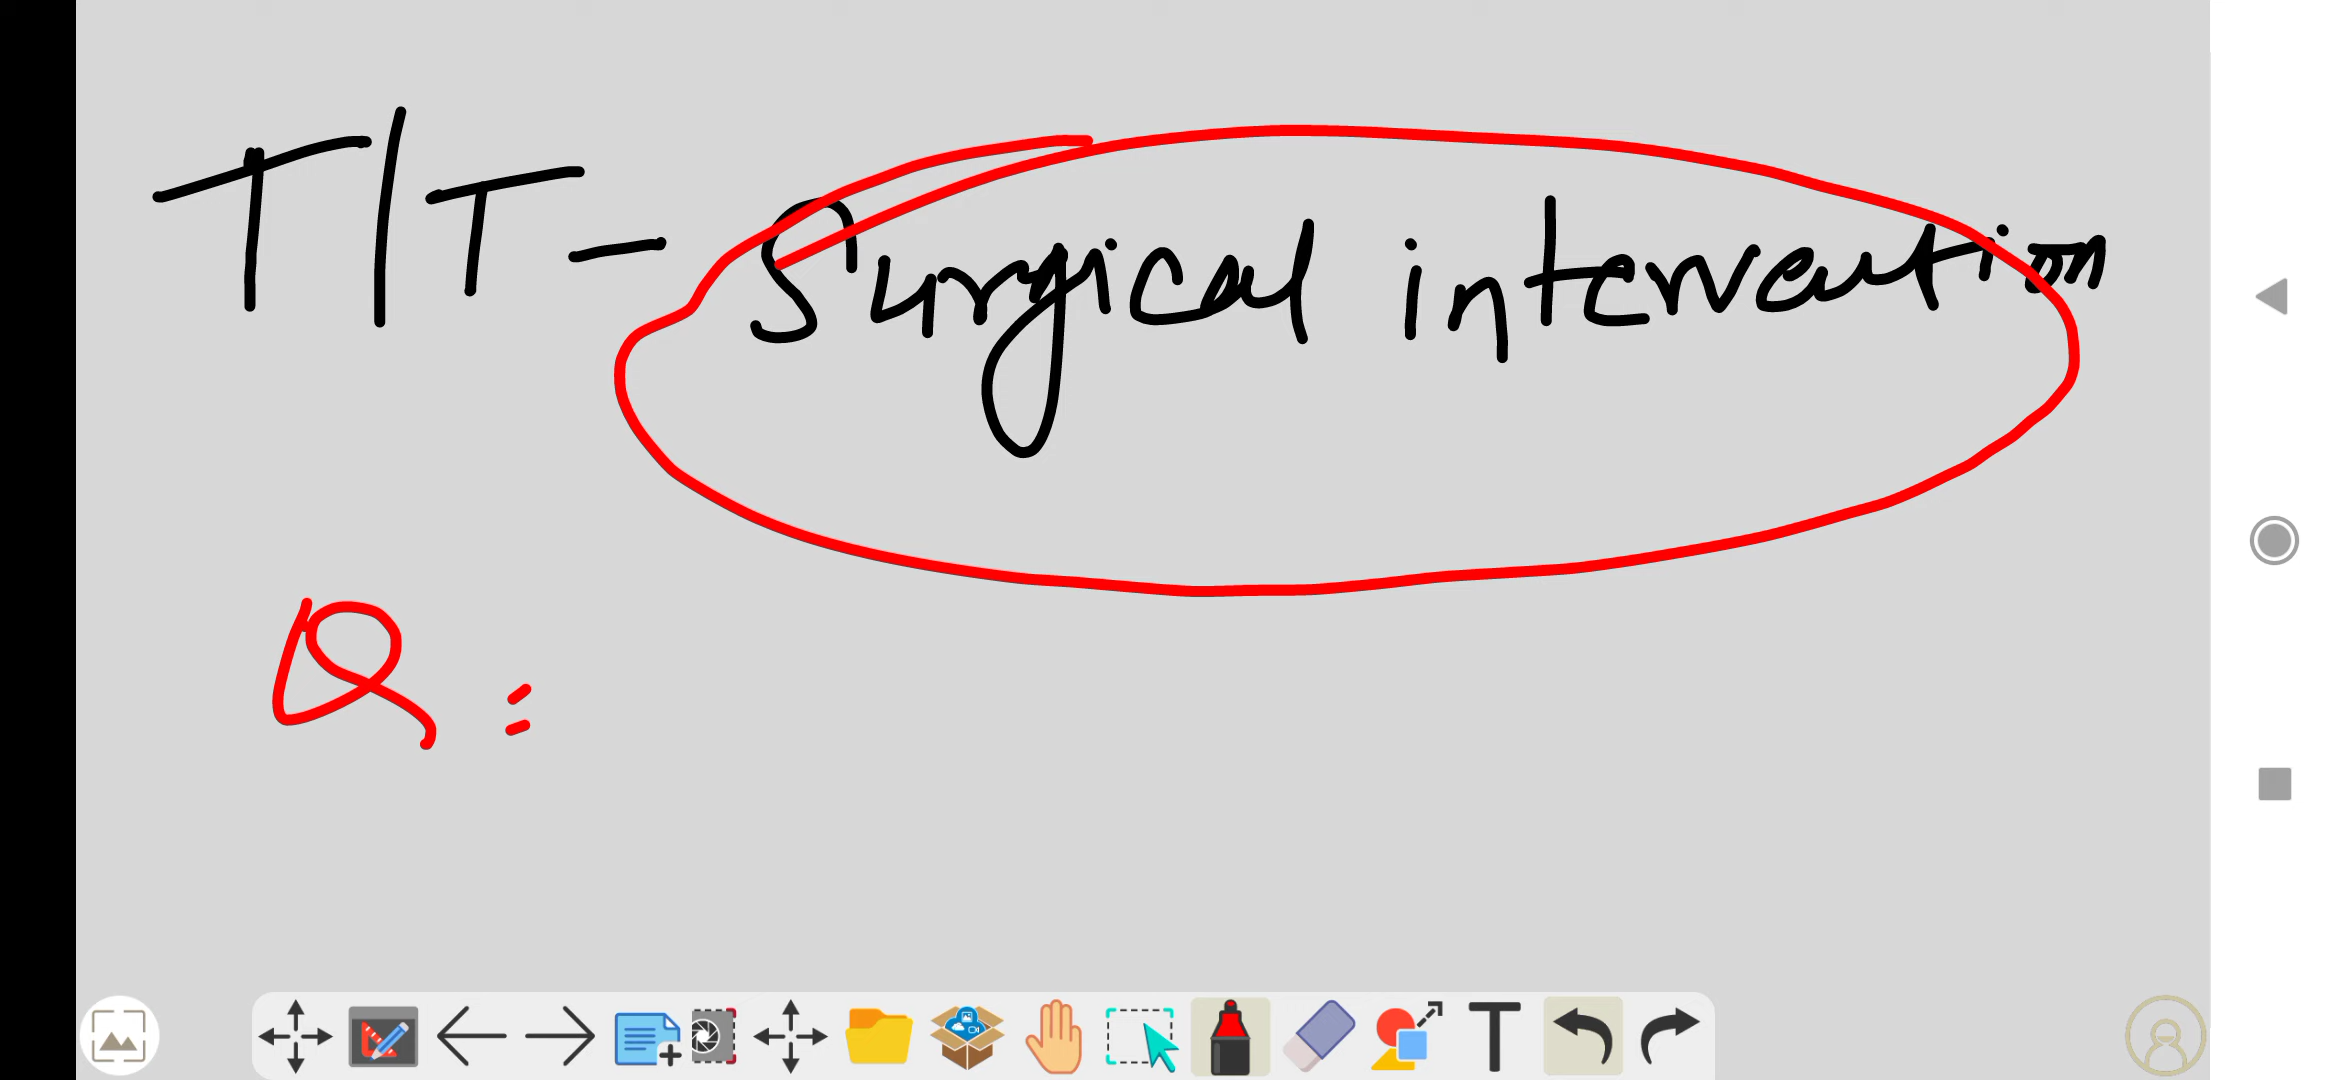 T/T - Surgical intervention
Q :
T